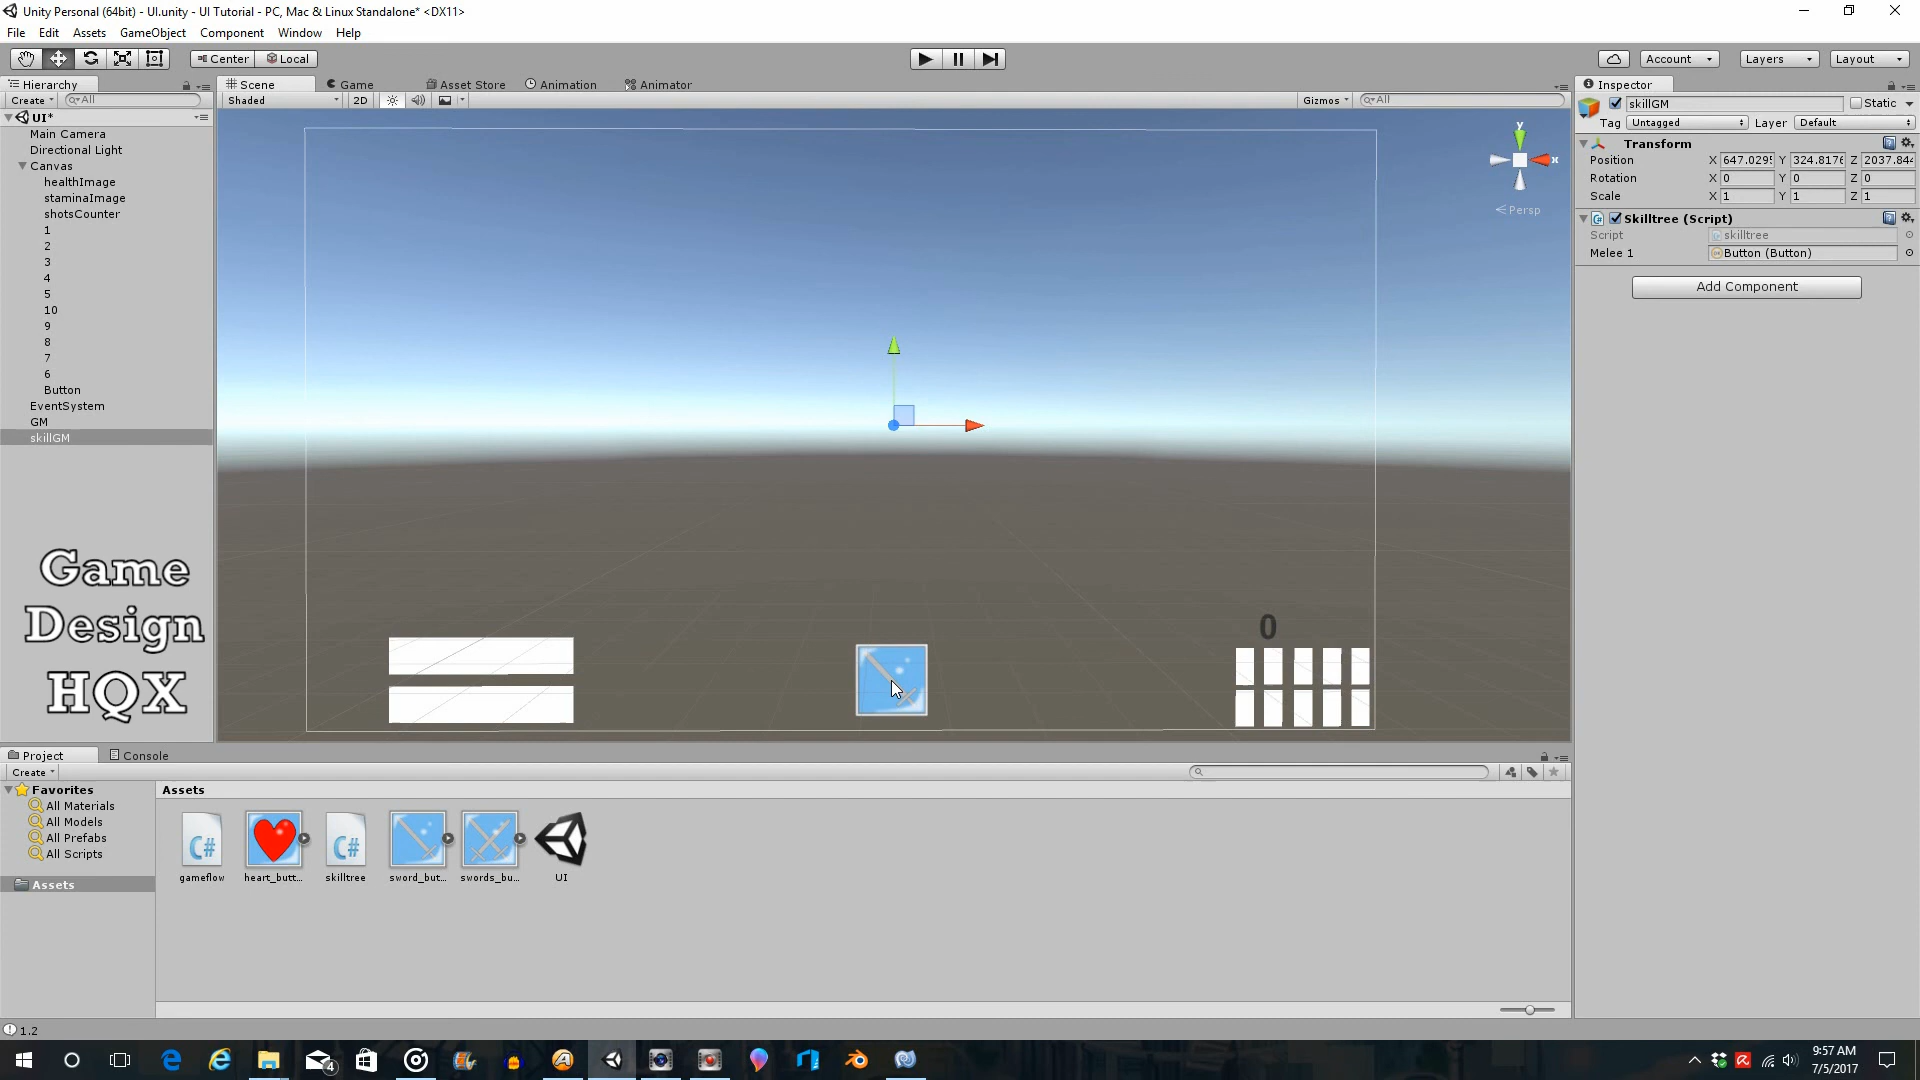 Unity Personal (64bit) - UI.unity - UI Tutorial - PC, Mac & Linux Standalone* <DX11>
File Edit Assets GameObject Component Window Help
Center Local Account Layers Layout
Hierarchy Scene Game Asset Store Animation Animator Inspector
Create All Shaded 2D Gizmos All skillGM Static
UI* Tag Untagged Layer Default
Main Camera
Directional Light
Canvas
healthImage
staminaImage
shotsCounter
1
2
3
4
5
10
9
8
7
6
Button
EventSystem
GM
skillGM
Game
Design
HQX
y
x
Persp
0
Transform
Position X 647.029 Y 324.8176 Z 2037.844
Rotation X 0 Y 0 Z 0
Scale X 1 Y 1 Z 1
Skilltree (Script)
Script skilltree
Melee 1 Button (Button)
Add Component
Project Console
Create
Favorites
All Materials
All Models
All Prefabs
All Scripts
Assets
Assets
C# C#
gameflow heart_butt... skilltree sword_but... swords_bu... UI
1.2
4
9:57 AM
7/5/2017